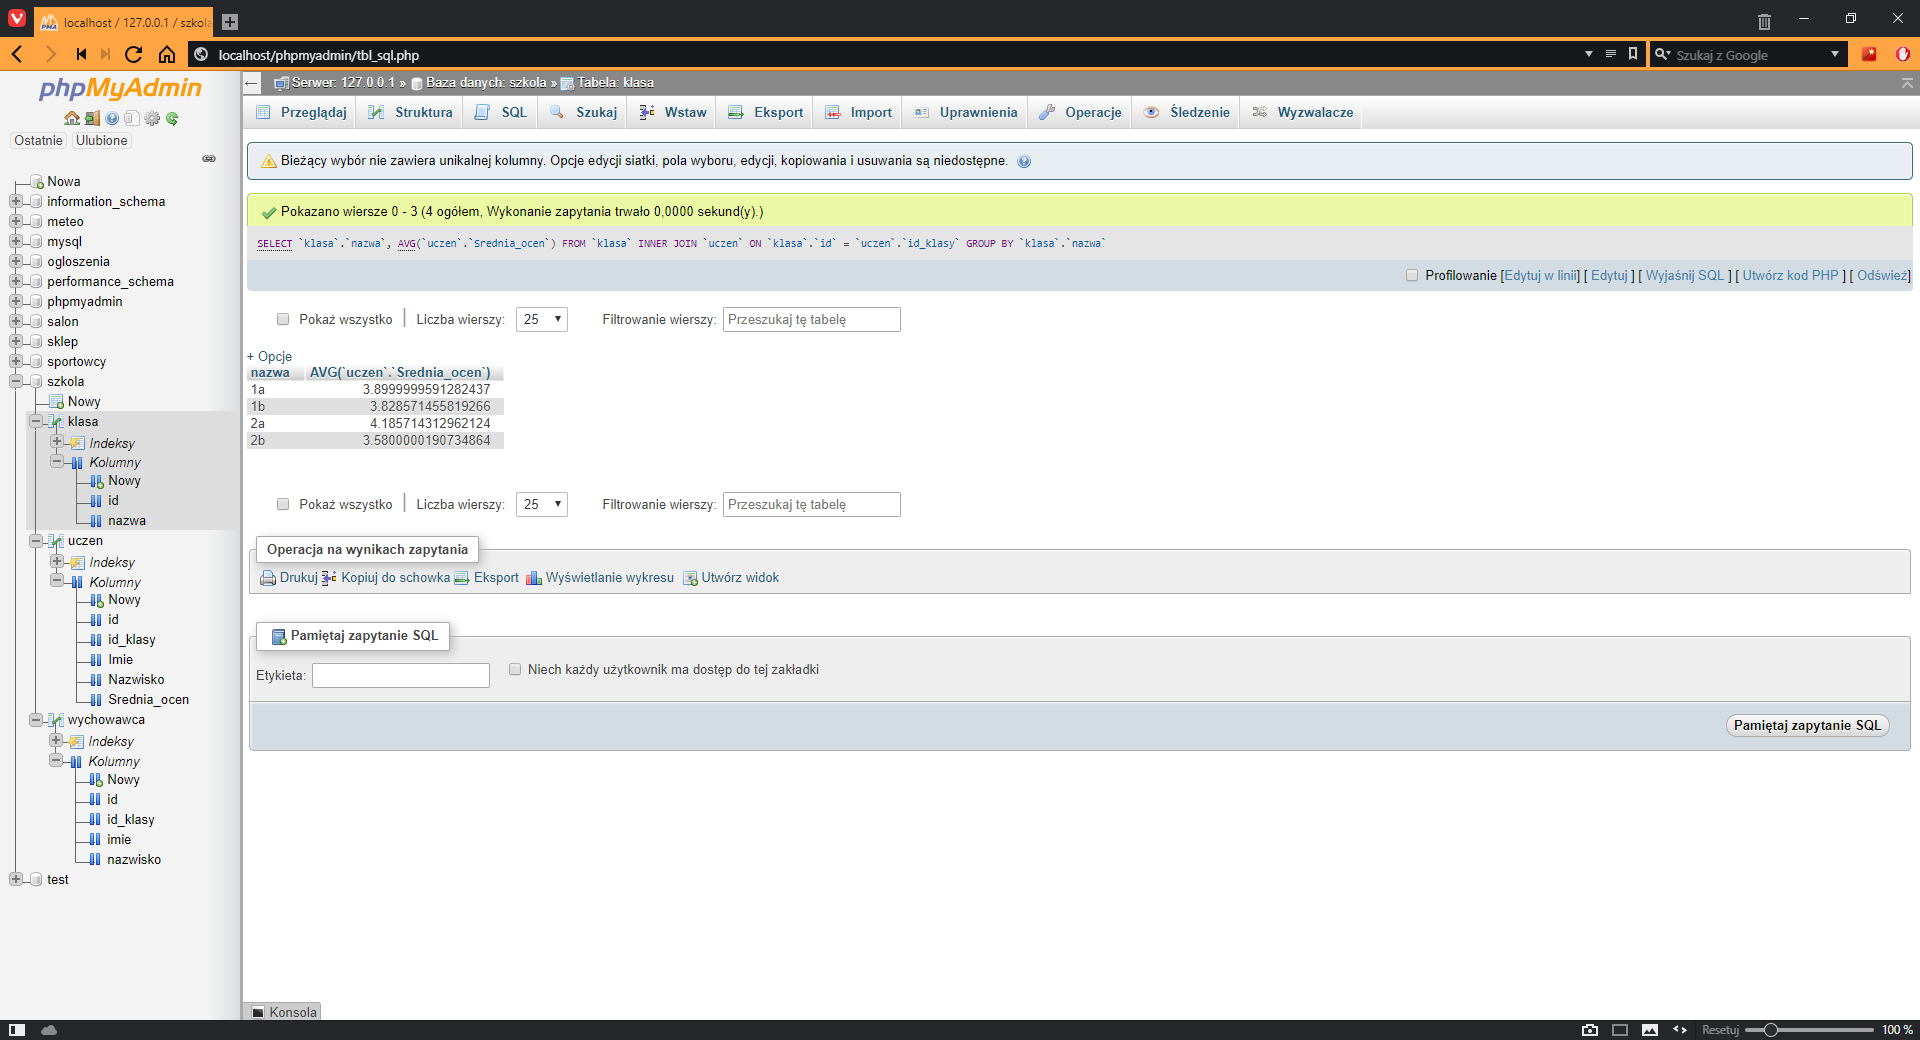 localhost / 127.0.0.1 / szkola
localhost/phpmyadmin/tbl_sql.php
Szukaj z Google
phpMyAdmin
Ostatnie Ulubione
Nowa
information_schema
meteo
mysql
ogloszenia
performance_schema
phpmyadmin
salon
sklep
sportowcy
szkola
Nowy
klasa
Indeksy
Kolumny
Nowy
id
nazwa
uczen
Indeksy
Kolumny
Nowy
id
id_klasy
Imie
Nazwisko
Srednia_ocen
wychowawca
Indeksy
Kolumny
Nowy
id
id_klasy
imie
nazwisko
test
Serwer: 127.0.0.1 » Baza danych: szkola » Tabela: klasa
Przeglądaj Struktura SQL Szukaj Wstaw Eksport Import Uprawnienia Operacje Śledzenie Wyzwalacze
Bieżący wybór nie zawiera unikalnej kolumny. Opcje edycji siatki, pola wyboru, edycji, kopiowania i usuwania są niedostępne.
Pokazano wiersze 0 - 3 (4 ogółem, Wykonanie zapytania trwało 0,0000 sekund(y).)
SELECT `klasa`.`nazwa`, AVG(`uczen`.`Srednia_ocen`) FROM `klasa` INNER JOIN `uczen` ON `klasa`.`id` = `uczen`.`id_klasy` GROUP BY `klasa`.`nazwa`
Profilowanie [Edytuj w linii] [ Edytuj ] [ Wyjaśnij SQL ] [ Utwórz kod PHP ] [ Odśwież]
Pokaż wszystko | Liczba wierszy: 25 Filtrowanie wierszy: Przeszukaj tę tabelę
+ Opcje
nazwa AVG(`uczen`.`Srednia_ocen`)
1a 3.8999999591282437
1b 3.828571455819266
2a 4.185714312962124
2b 3.5800000190734864
Pokaż wszystko | Liczba wierszy: 25 Filtrowanie wierszy: Przeszukaj tę tabelę
Operacja na wynikach zapytania
Drukuj Kopiuj do schowka Eksport Wyświetlanie wykresu Utwórz widok
Pamiętaj zapytanie SQL
Etykieta: Niech każdy użytkownik ma dostęp do tej zakładki
Pamiętaj zapytanie SQL
Konsola
Resetuj 100 %